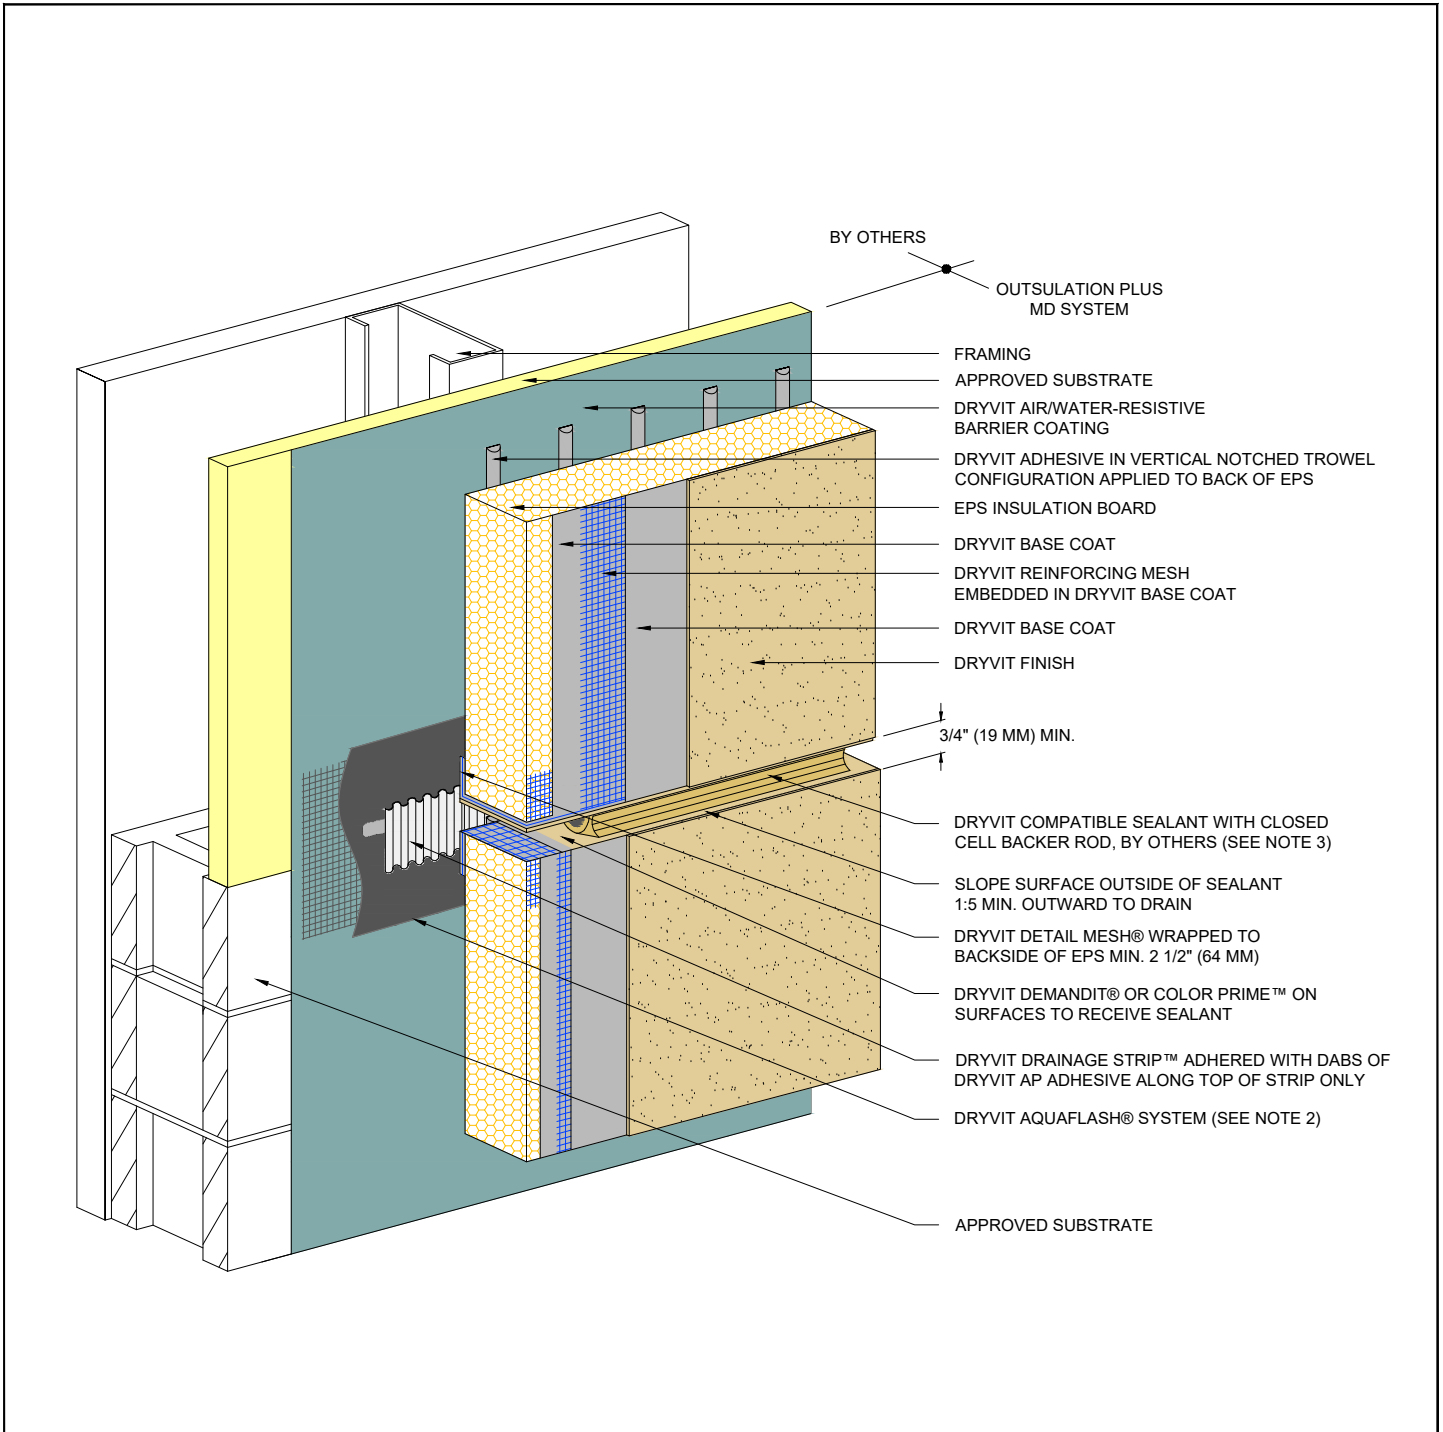 BY OTHERS
OUTSULATION PLUS
MD SYSTEM
FRAMING
APPROVED SUBSTRATE
DRYVIT AIR/WATER-RESISTIVE
BARRIER COATING
DRYVIT ADHESIVE IN VERTICAL NOTCHED TROWEL
CONFIGURATION APPLIED TO BACK OF EPS
EPS INSULATION BOARD
DRYVIT BASE COAT
DRYVIT REINFORCING MESH
EMBEDDED IN DRYVIT BASE COAT
DRYVIT BASE COAT
DRYVIT FINISH
3/4" (19 MM) MIN.
DRYVIT COMPATIBLE SEALANT WITH CLOSED
CELL BACKER ROD, BY OTHERS (SEE NOTE 3)
SLOPE SURFACE OUTSIDE OF SEALANT
1:5 MIN. OUTWARD TO DRAIN
DRYVIT DETAIL MESH® WRAPPED TO
BACKSIDE OF EPS MIN. 2 1/2" (64 MM)
DRYVIT DEMANDIT® OR COLOR PRIME™ ON
SURFACES TO RECEIVE SEALANT
DRYVIT DRAINAGE STRIP™ ADHERED WITH DABS OF
DRYVIT AP ADHESIVE ALONG TOP OF STRIP ONLY
DRYVIT AQUAFLASH® SYSTEM (SEE NOTE 2)
APPROVED SUBSTRATE